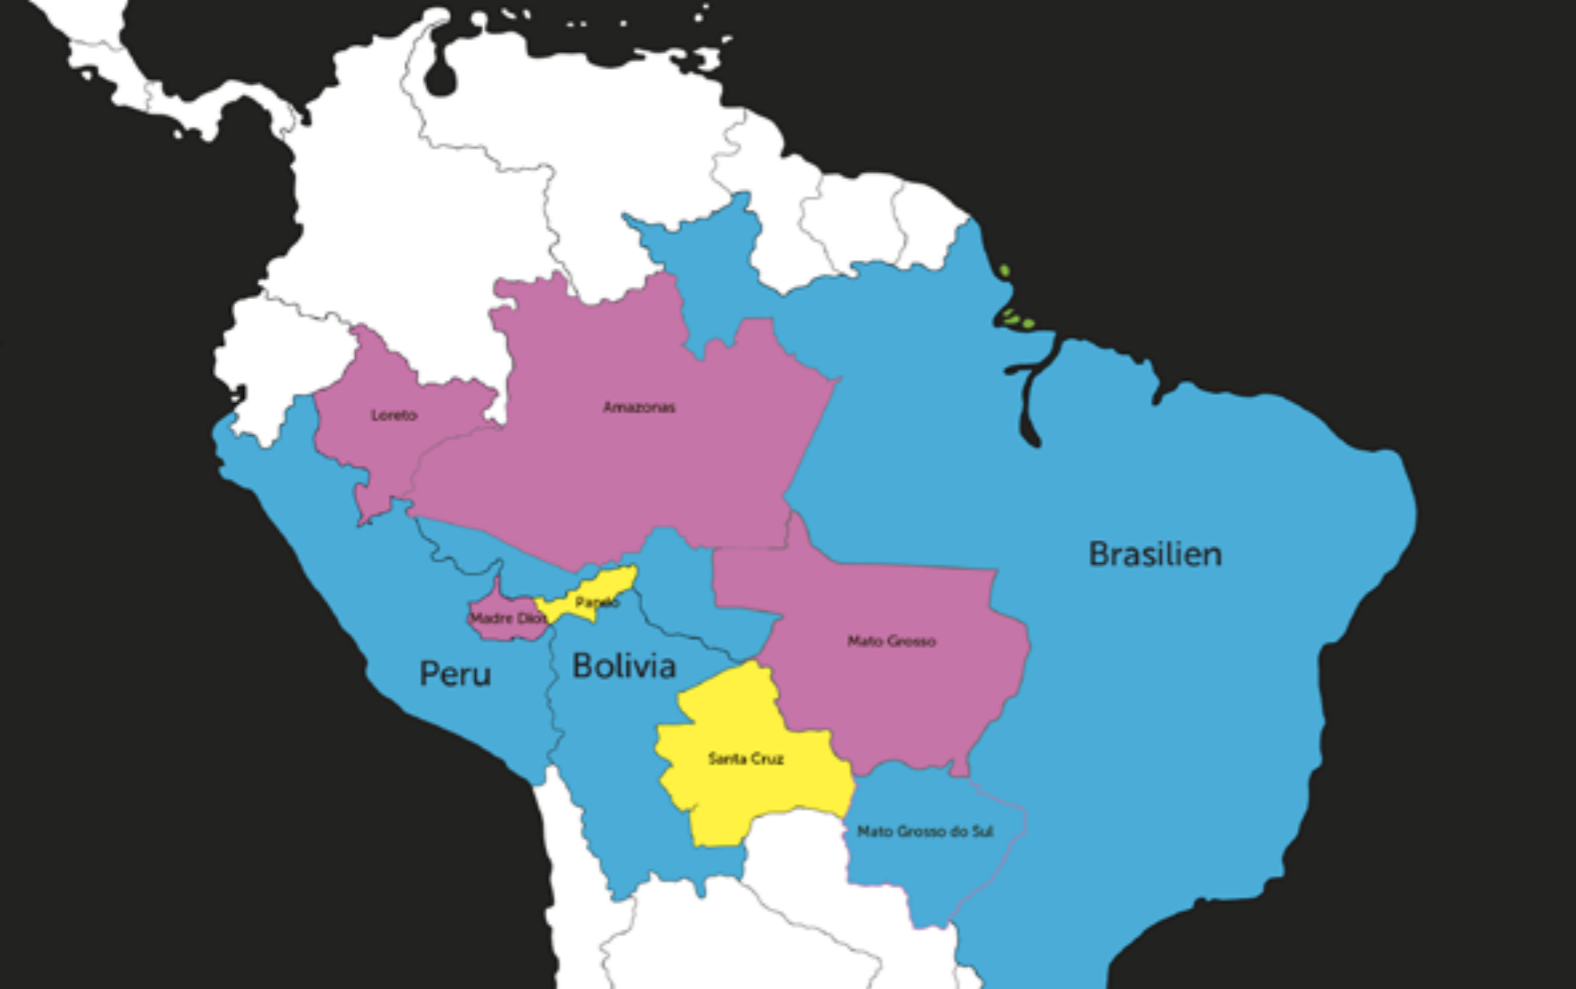 Amazonas
Loreto
Brasilien
Pando
Madre Dios
Mato Grosso
Bolivia
Peru
Santa Cruz
Mato Grosso do Sul